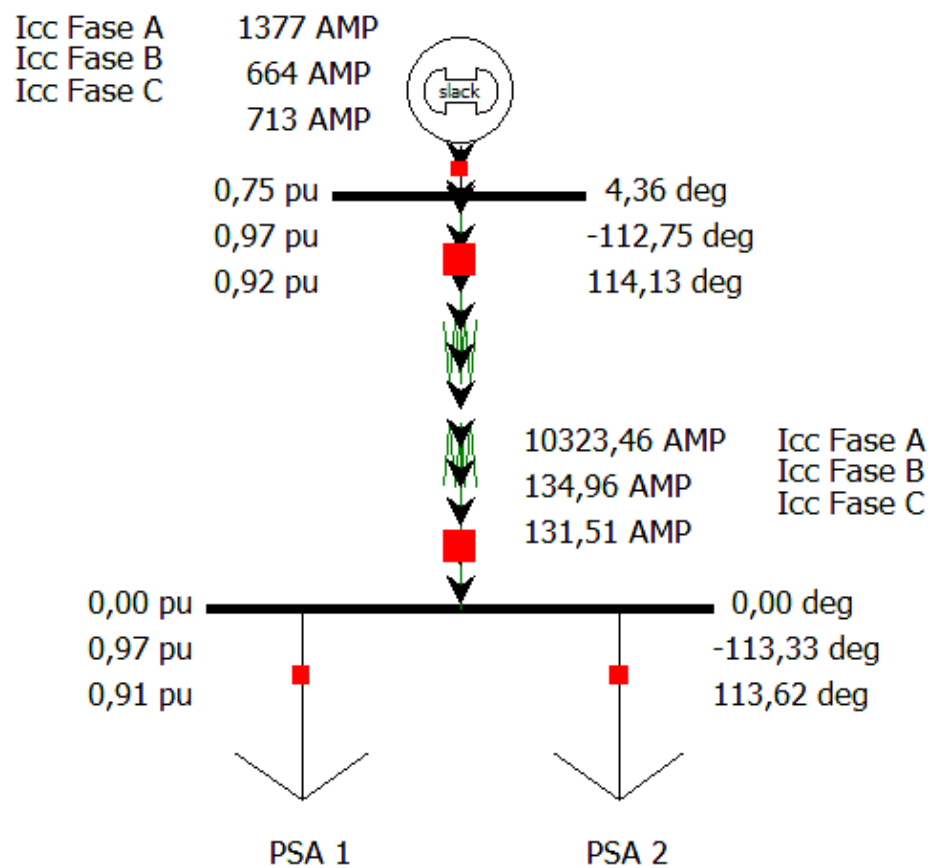 Icc Fase A 1377 AMP
Icc Fase B 664 AMP
Icc Fase C 713 AMP
slack
0,75 pu 4,36 deg
0,97 pu -112,75 deg
0,92 pu 114,13 deg
10323,46 AMP Icc Fase A
134,96 AMP Icc Fase B
131,51 AMP Icc Fase C
0,00 pu 0,00 deg
0,97 pu -113,33 deg
0,91 pu 113,62 deg
PSA 1 PSA 2